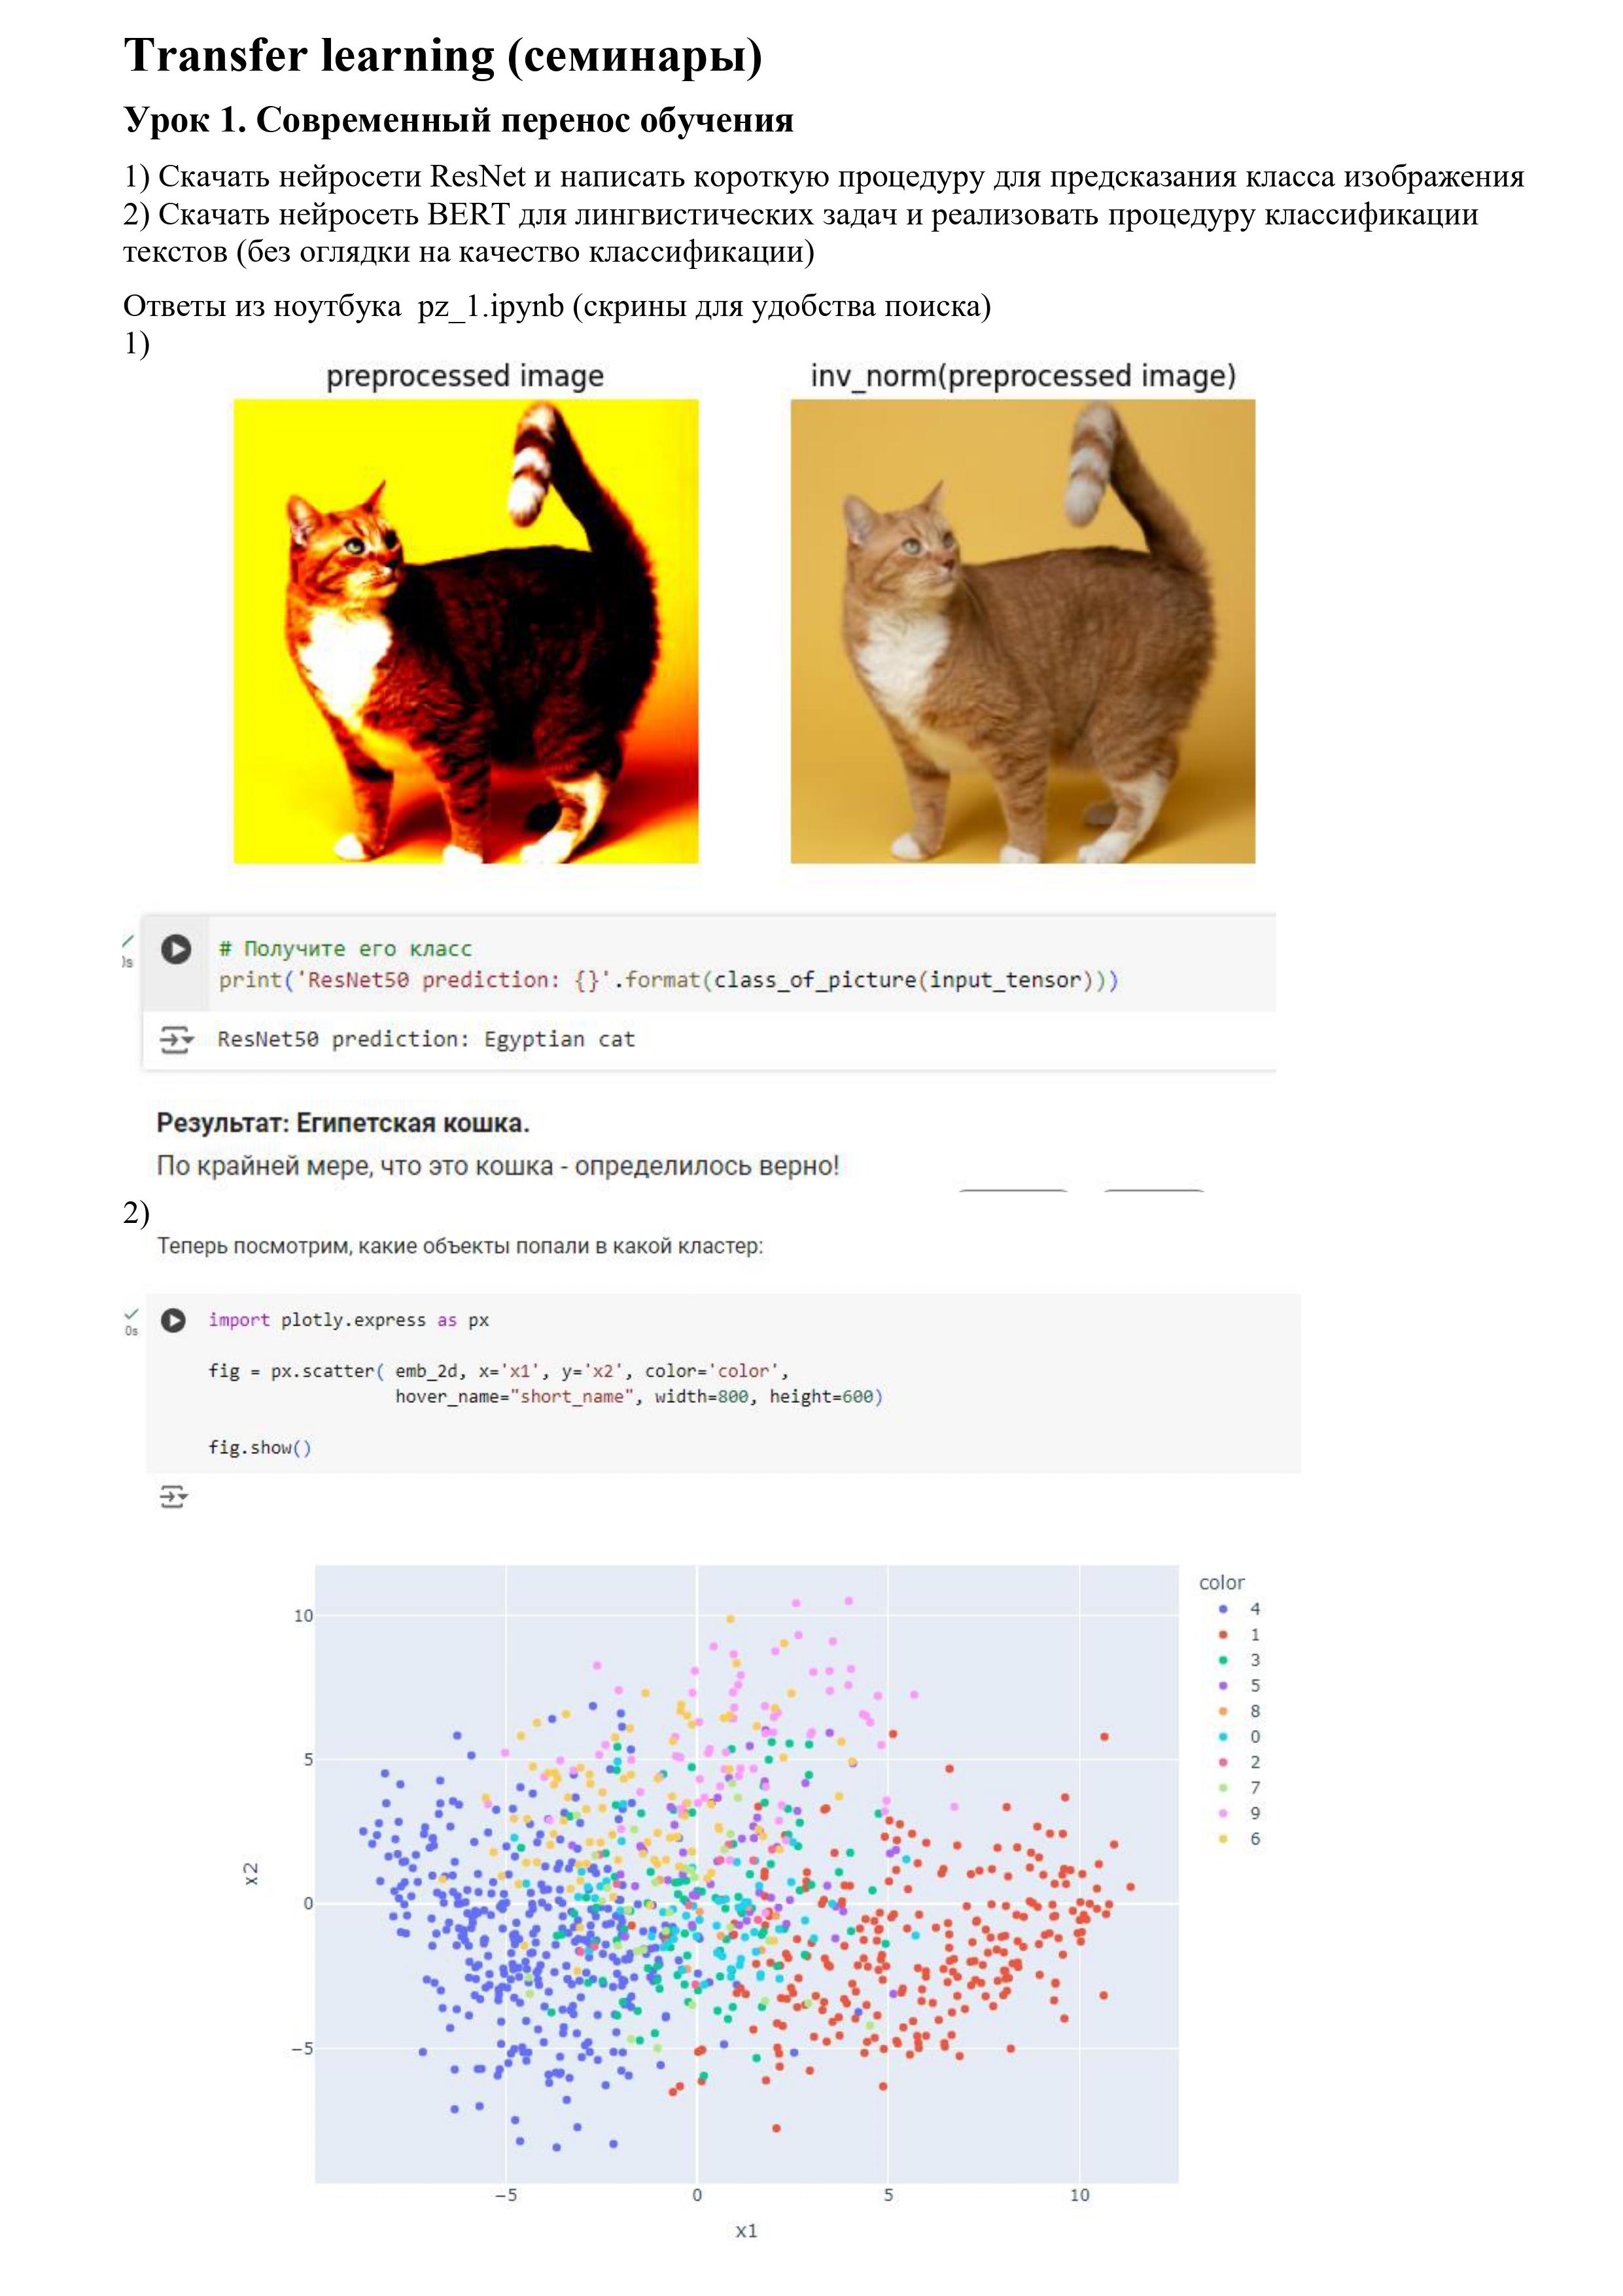 Transfer learning (семинары)
Урок 1. Современный перенос обучения
1) Скачать нейросети ResNet и написать короткую процедуру для предсказания класса изображения
2) Скачать нейросеть BERT для лингвистических задач и реализовать процедуру классификации
текстов (без оглядки на качество классификации)
Ответы из ноутбука  pz_1.ipynb (скрины для удобства поиска)
1)
preprocessed image
inv_norm(preprocessed image)
# Получите его класс
0s
print('ResNet50 prediction: {}'.format(class_of_picture(input_tensor)))
ResNet50 prediction: Egyptian cat
Результат: Египетская кошка.
По крайней мере, что это кошка - определилось верно!
2)
Теперь посмотрим, какие объекты попали в какой кластер:
import plotly.express as px
0s
fig = px.scatter( emb_2d, x='x1', y='x2', color='color',
hover_name="short_name", width=800, height=600)
fig.show()
color
4
1
3
5
8
0
2
7
9
6
10
5
0
−5
x2
−5
0
5
10
x1